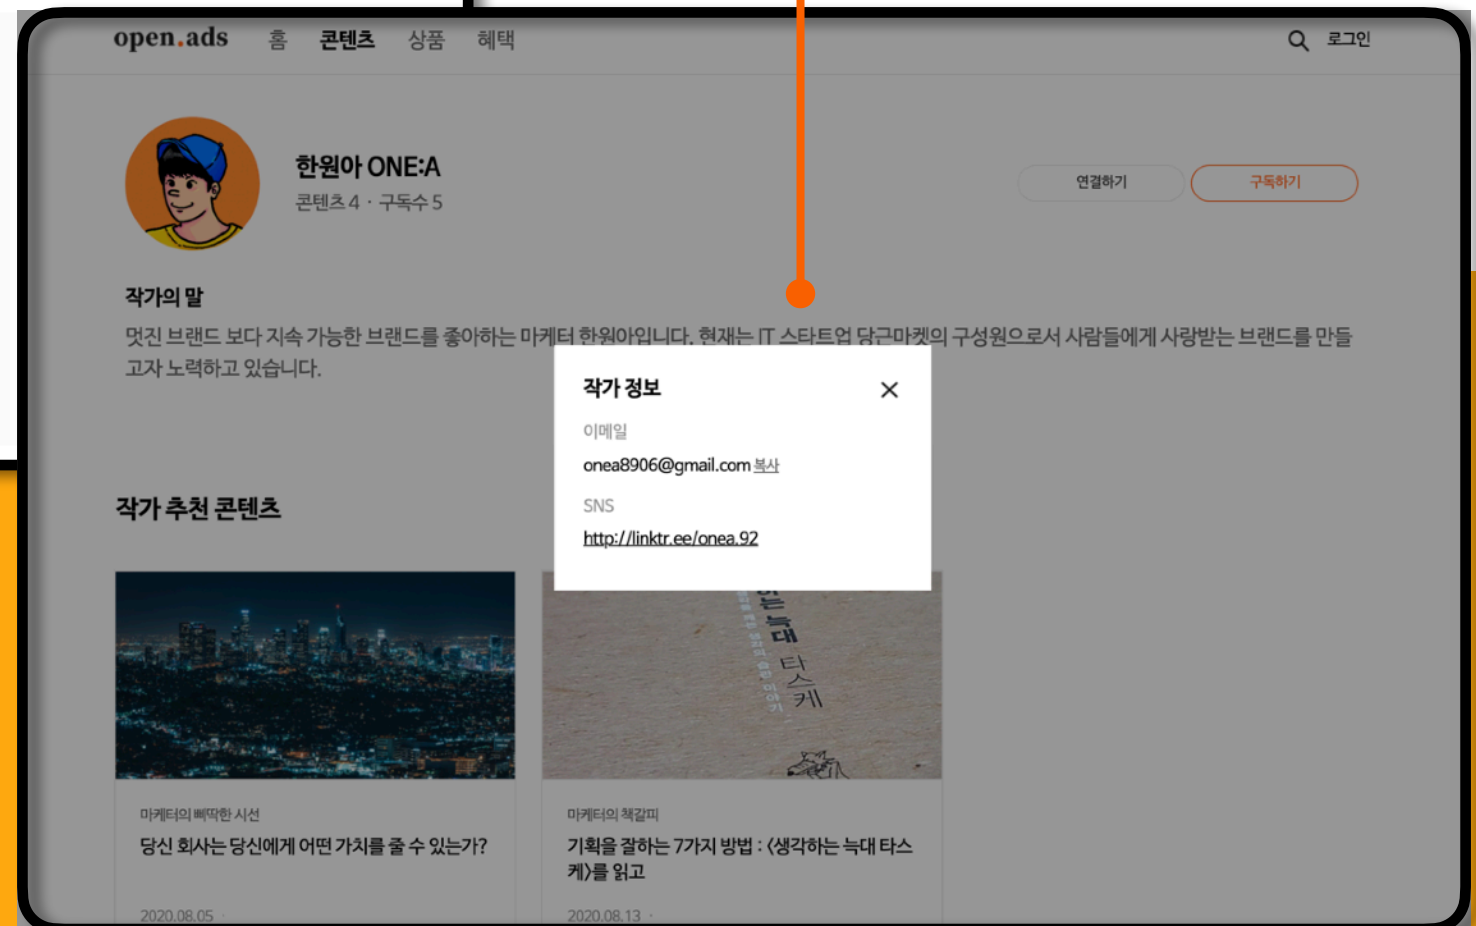 open.ads 홈 콘텐츠 상품 혜택 로그인
한원아 ONE:A
콘텐츠 4 · 구독수 5
연결하기 구독하기
작가의 말
멋진 브랜드 보다 지속 가능한 브랜드를 좋아하는 마케터 한원아입니다. 현재는 IT 스타트업 당근마켓의 구성원으로서 사람들에게 사랑받는 브랜드를 만들
고자 노력하고 있습니다.
작가 정보
이메일
onea8906@gmail.com 복사
SNS
http://linktr.ee/onea.92
작가 추천 콘텐츠
하는 늑대 타스케
마케터의 삐딱한 시선
당신 회사는 당신에게 어떤 가치를 줄 수 있는가?
2020.08.05 ·
마케터의 책갈피
기획을 잘하는 7가지 방법 : 〈생각하는 늑대 타스
케〉를 읽고
2020.08.13 ·